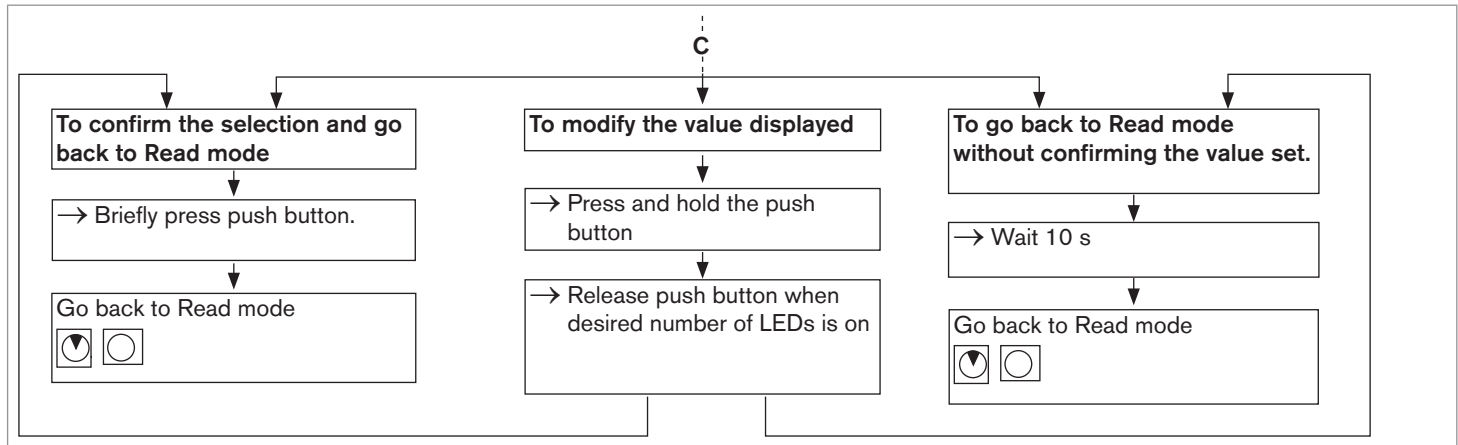 C
To confirm the selection and go
back to Read mode
→ Briefly press push button.
Go back to Read mode
To modify the value displayed
→ Press and hold the push
button
→ Release push button when
desired number of LEDs is on
To go back to Read mode
without confirming the value set.
→ Wait 10 s
Go back to Read mode